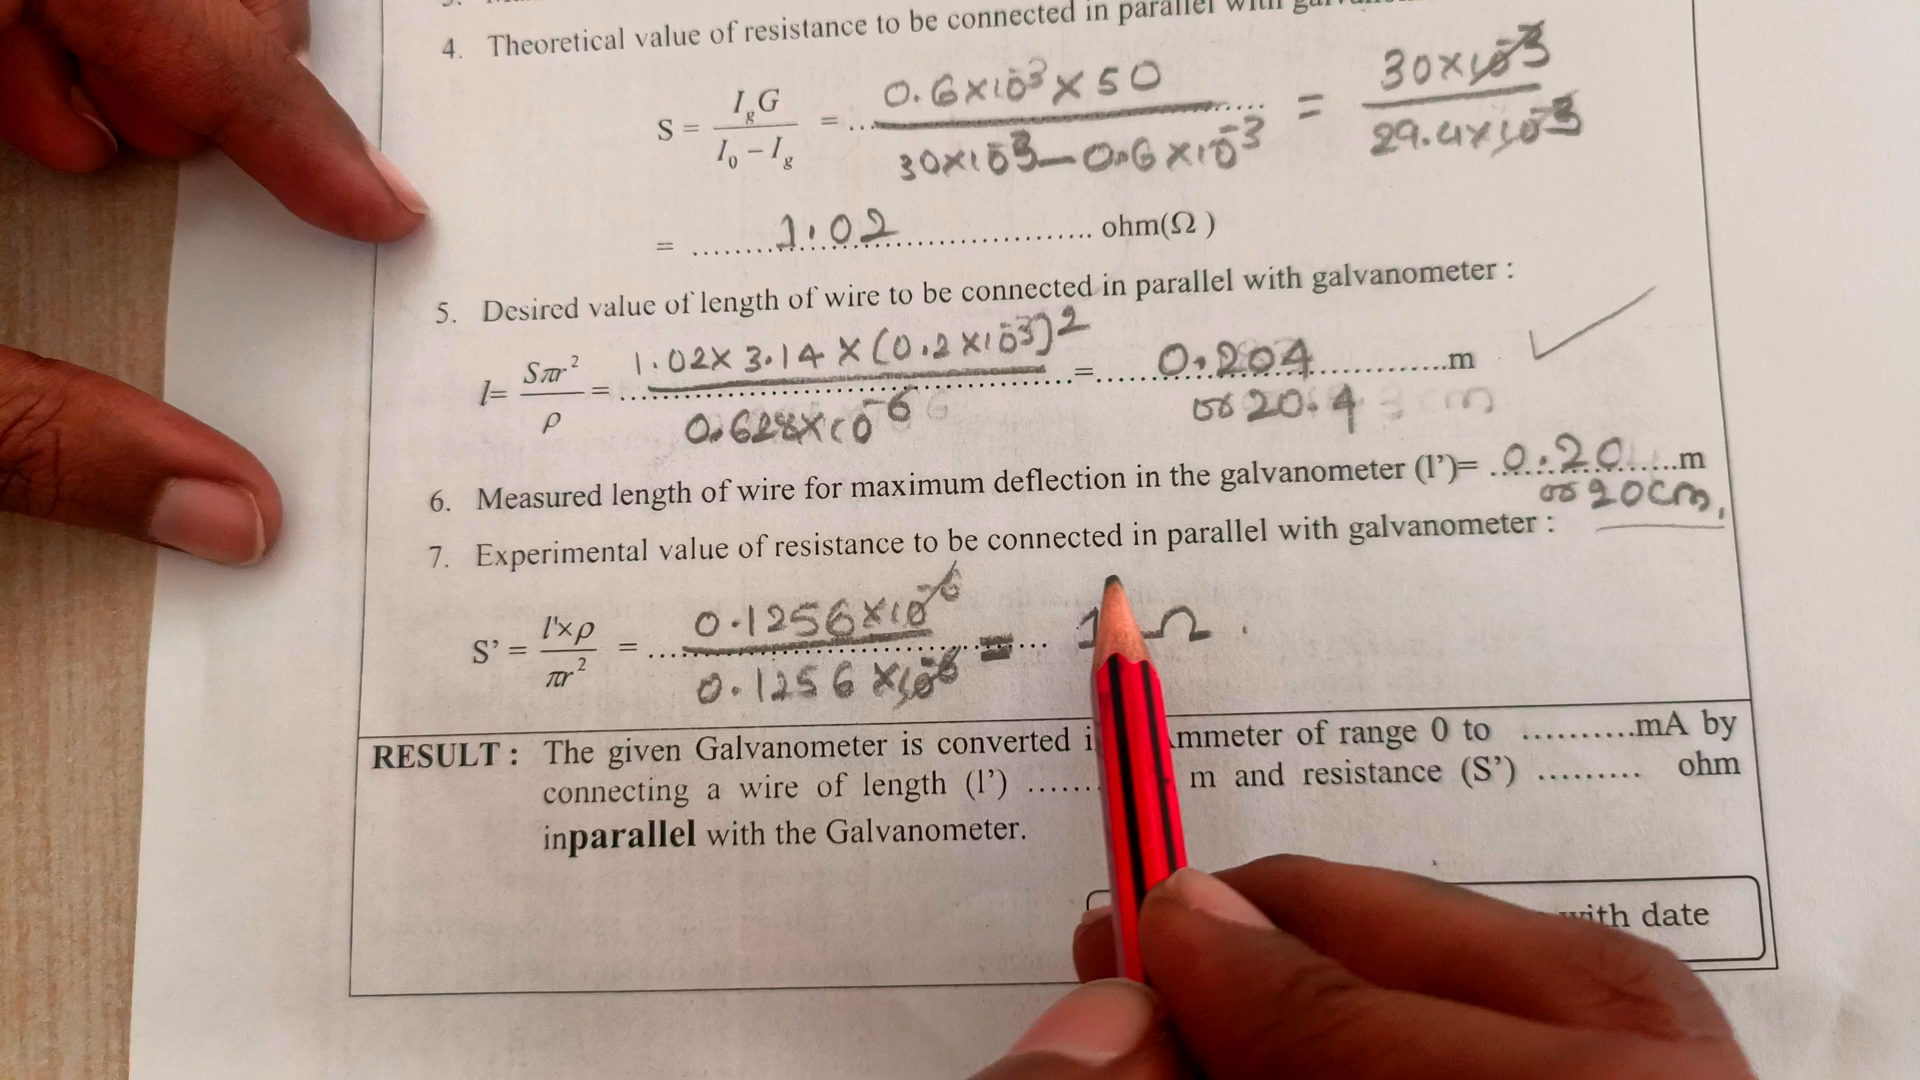 4. Theoretical value of resistance to be connected in parallel with
S = IgG / I0 − Ig = 0.6×10⁻³ × 50 / 30×10⁻³ − 0.6×10⁻³ = 30×10⁻³ / 29.4×10⁻³
= ........1.02.................... ohm(Ω )
5. Desired value of length of wire to be connected in parallel with galvanometer :
l= Sπr² / ρ = 1.02× 3.14 × (0.2×10⁻³)² / 0.628×10⁻⁶ = ......0.204............m
or 20.4 cm
6. Measured length of wire for maximum deflection in the galvanometer (l’)= ...0.20......m
or 20cm,
7. Experimental value of resistance to be connected in parallel with galvanometer :
S’ = l'×ρ / πr² = 0.1256×10⁻⁶ / 0.1256 ×10⁻⁶ = ... 1 Ω .
RESULT : The given Galvanometer is converted mmeter of range 0 to ..........mA by
connecting a wire of length (l’) ...... m and resistance (S’) ......... ohm
inparallel with the Galvanometer.
with date